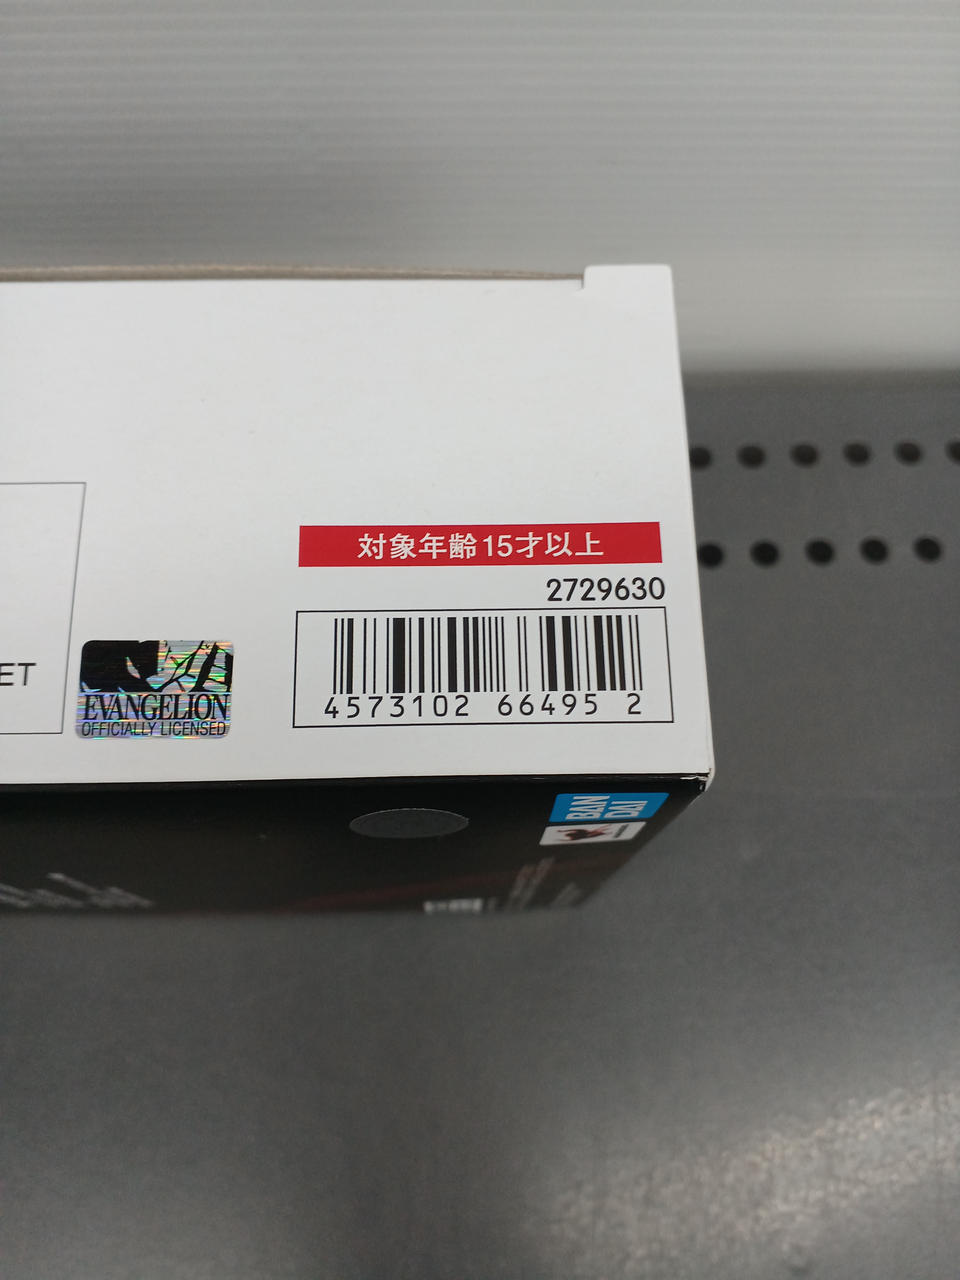 対象年齢15才以上
2729630
4573102 66495 2
ET
EVANGELION
OFFICIALLY LICENSED
BAN
DAI